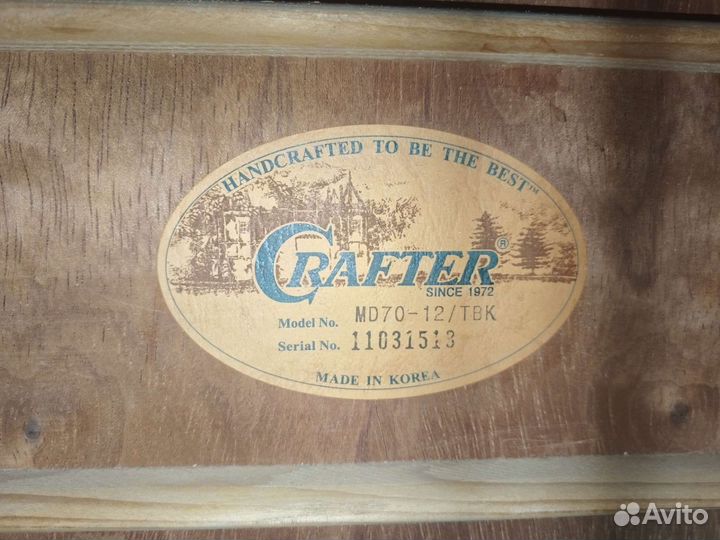 HANDCRAFTED TO BE THE BEST™
CRAFTER®
SINCE 1972
Model No. MD70-12/TBK
Serial No. 11031513
MADE IN KOREA
Avito